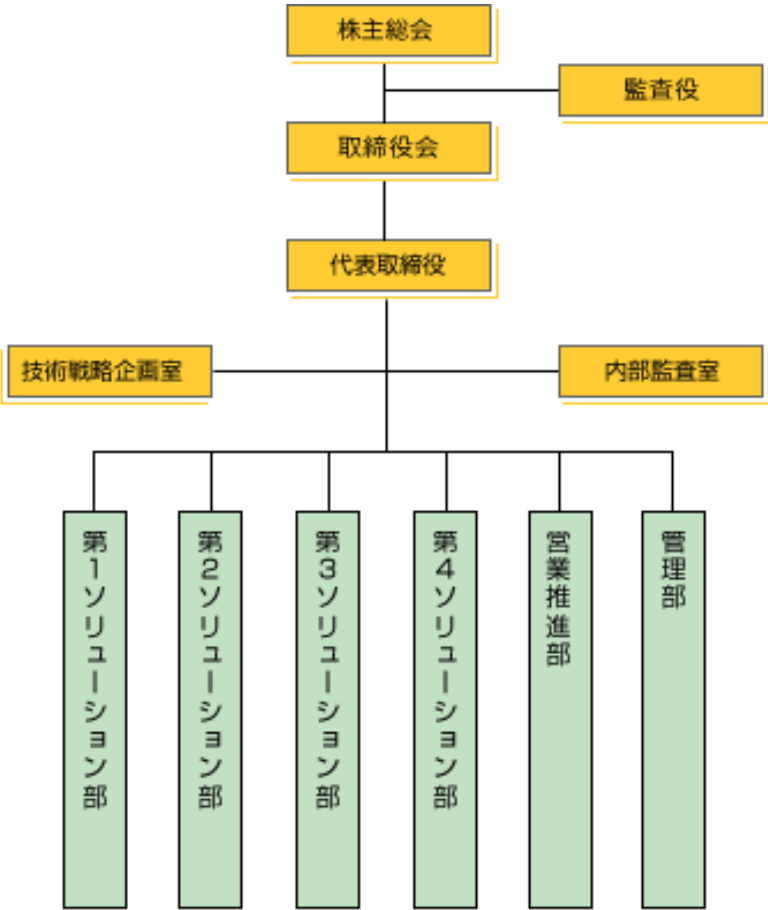 株主総会
監査役
取締役会
代表取締役
技術戦略企画室
内部監査室
第1ソリューション部
第2ソリューション部
第3ソリューション部
第4ソリューション部
営業推進部
管理部